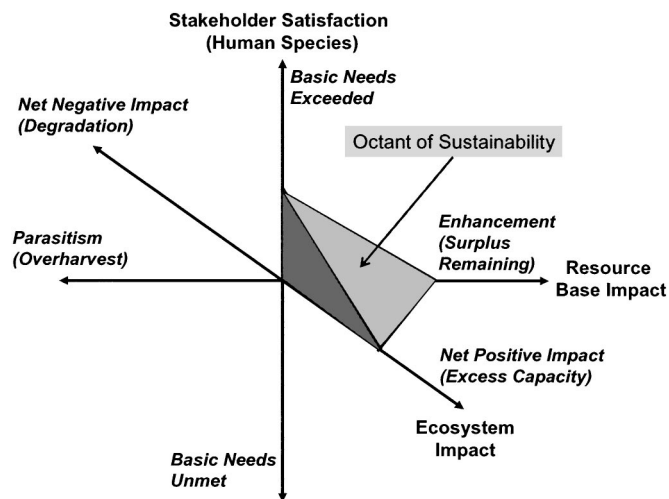 Stakeholder Satisfaction
(Human Species)
Basic Needs
Exceeded
Net Negative Impact
(Degradation)
Octant of Sustainability
Parasitism
(Overharvest)
Enhancement
(Surplus
Remaining)
Resource
Base Impact
Net Positive Impact
(Excess Capacity)
Ecosystem
Impact
Basic Needs
Unmet